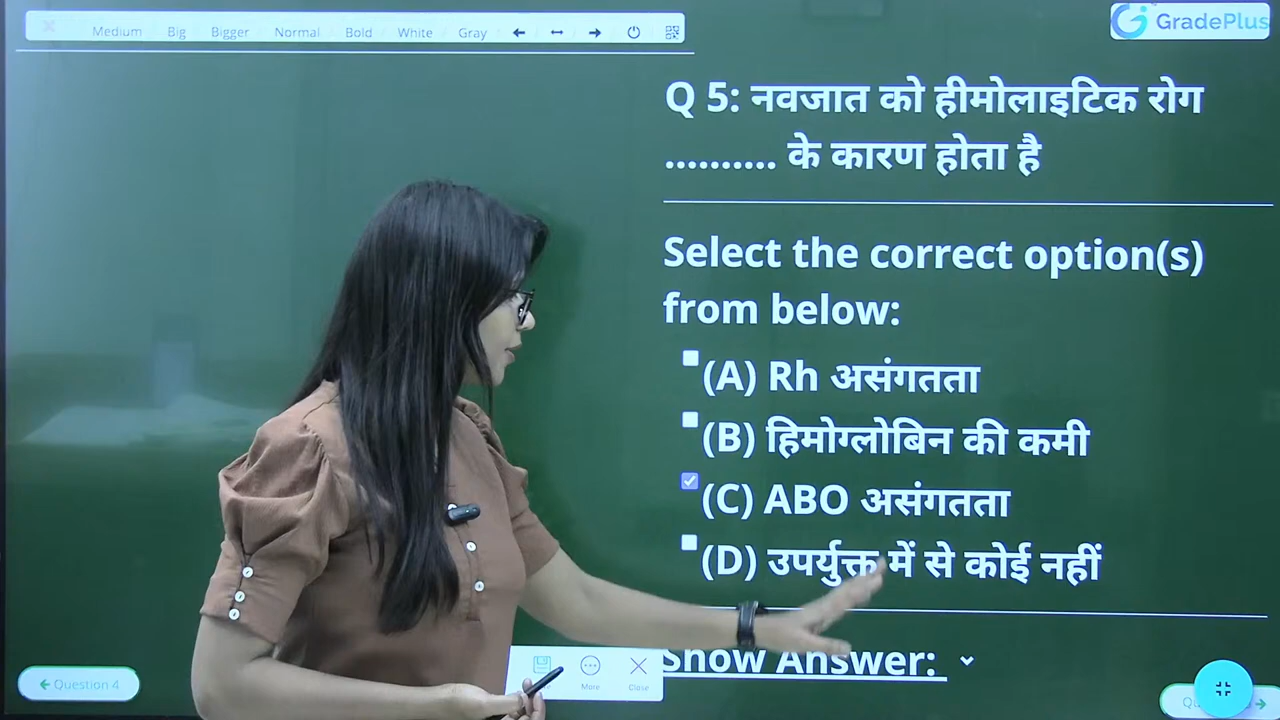 Medium Big Bigger Normal Bold White Gray
GradePlus
Q 5: नवजात को हीमोलाइटिक रोग
.......... के कारण होता है
Select the correct option(s)
from below:
(A) Rh असंगतता
(B) हिमोग्लोबिन की कमी
(C) ABO असंगतता
(D) उपर्युक्त में से कोई नहीं
Show Answer:
More Close
Question 4